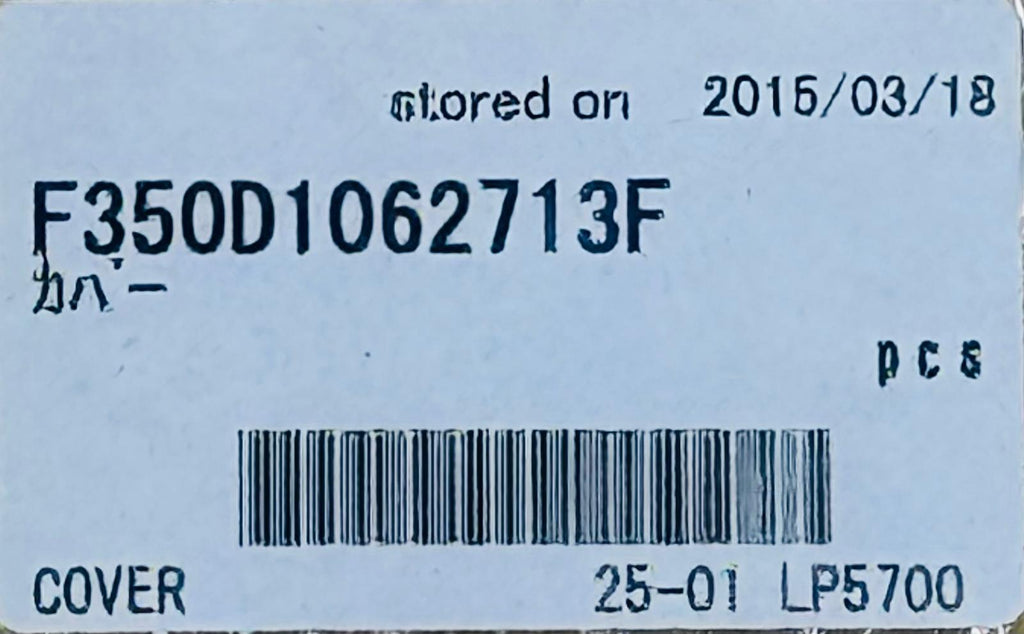 stored on 2015/03/18
F350D1062713F
カバー
pcs
COVER 25-01 LP5700